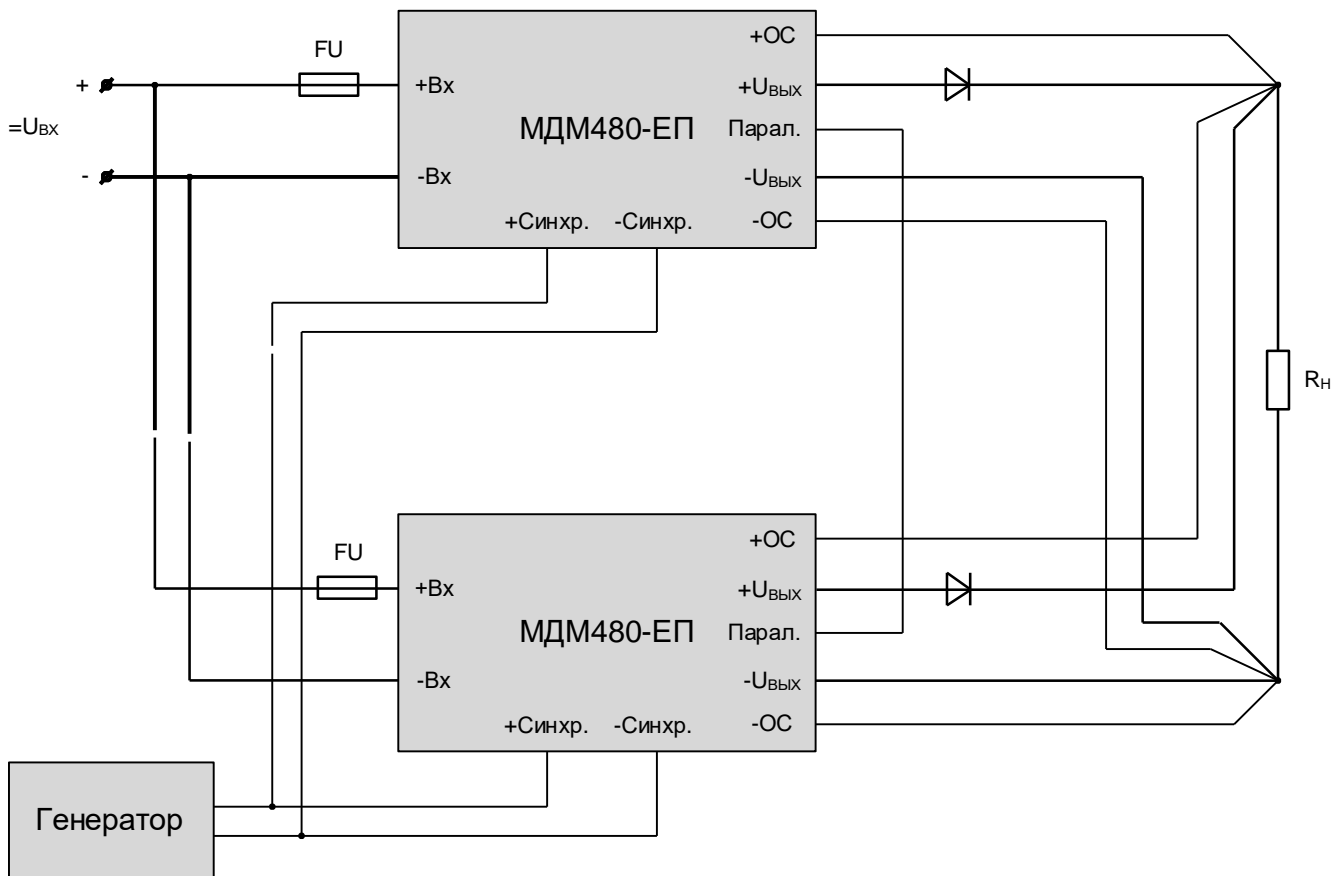 +ОС
FU
+
+Вх
+UВЫХ
=UВХ
МДМ480-ЕП
Парал.
-
-Вх
-UВЫХ
+Синхр.
-Синхр.
-ОС
RН
+ОС
FU
+Вх
+UВЫХ
МДМ480-ЕП
Парал.
-Вх
-UВЫХ
+Синхр.
-Синхр.
-ОС
Генератор